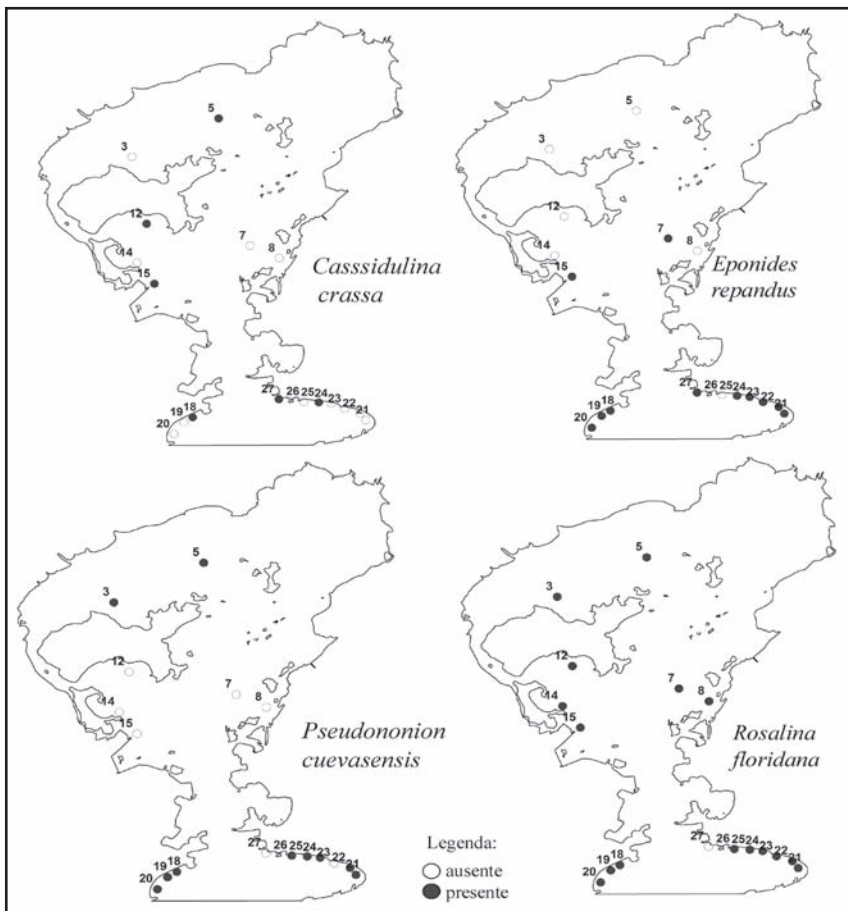 5
3
12
7
14
8
15
Casssidulina
crassa
27
26 25 24 23 22 21
19 18
20
5
3
12
7
14
8
15
Eponides
repandus
27
26 25 24 23 22 21
19 18
20
5
3
12
7
14
8
15
Pseudononion
cuevasensis
27
26 25 24 23 22 21
19 18
20
5
3
12
7
14
8
15
Rosalina
floridana
27
26 25 24 23 22 21
19 18
20
Legenda:
ausente
presente